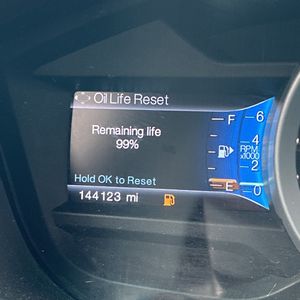 Oil Life Reset
Remaining life
99%
Hold OK to Reset
144123 mi
F
E
6
4
RPM
x1000
2
0